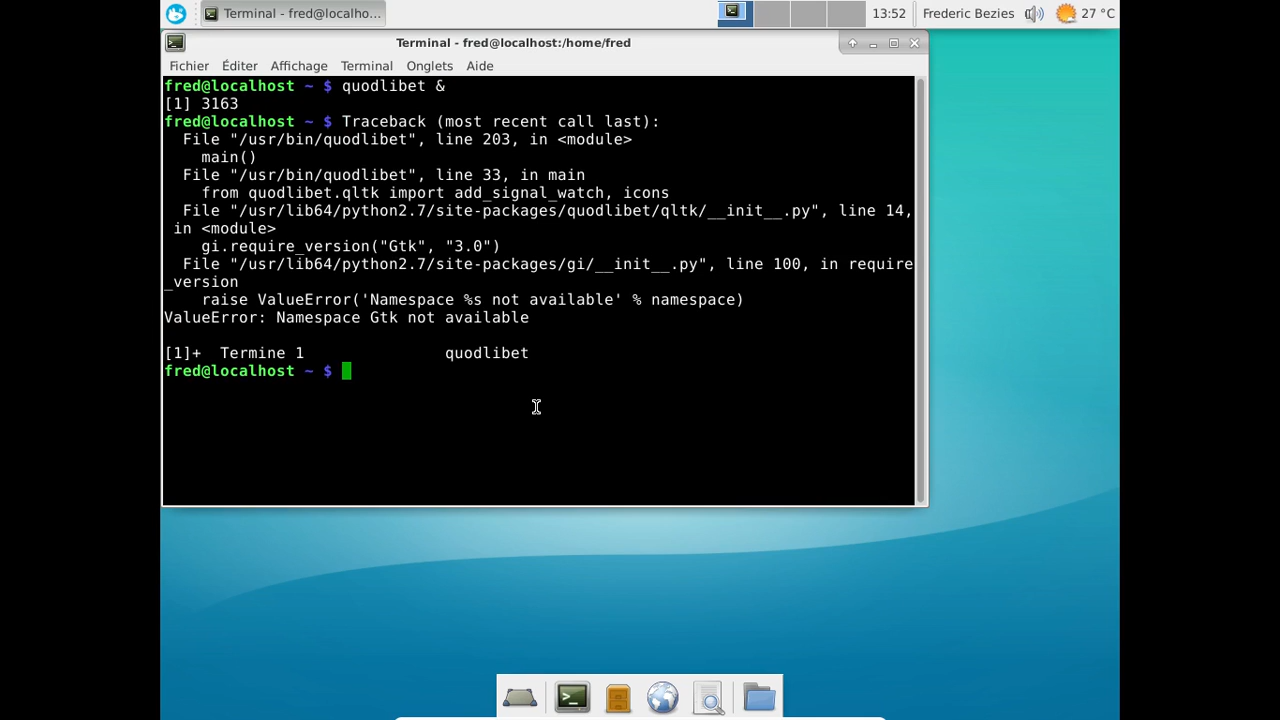 Terminal - fred@localho...
13:52
Frederic Bezies
27 °C
Terminal - fred@localhost:/home/fred
Fichier Éditer Affichage Terminal Onglets Aide
fred@localhost ~ $ quodlibet &
[1] 3163
fred@localhost ~ $ Traceback (most recent call last):
  File "/usr/bin/quodlibet", line 203, in <module>
    main()
  File "/usr/bin/quodlibet", line 33, in main
    from quodlibet.qltk import add_signal_watch, icons
  File "/usr/lib64/python2.7/site-packages/quodlibet/qltk/__init__.py", line 14,
 in <module>
    gi.require_version("Gtk", "3.0")
  File "/usr/lib64/python2.7/site-packages/gi/__init__.py", line 100, in require
_version
    raise ValueError('Namespace %s not available' % namespace)
ValueError: Namespace Gtk not available
[1]+  Termine 1               quodlibet
fred@localhost ~ $